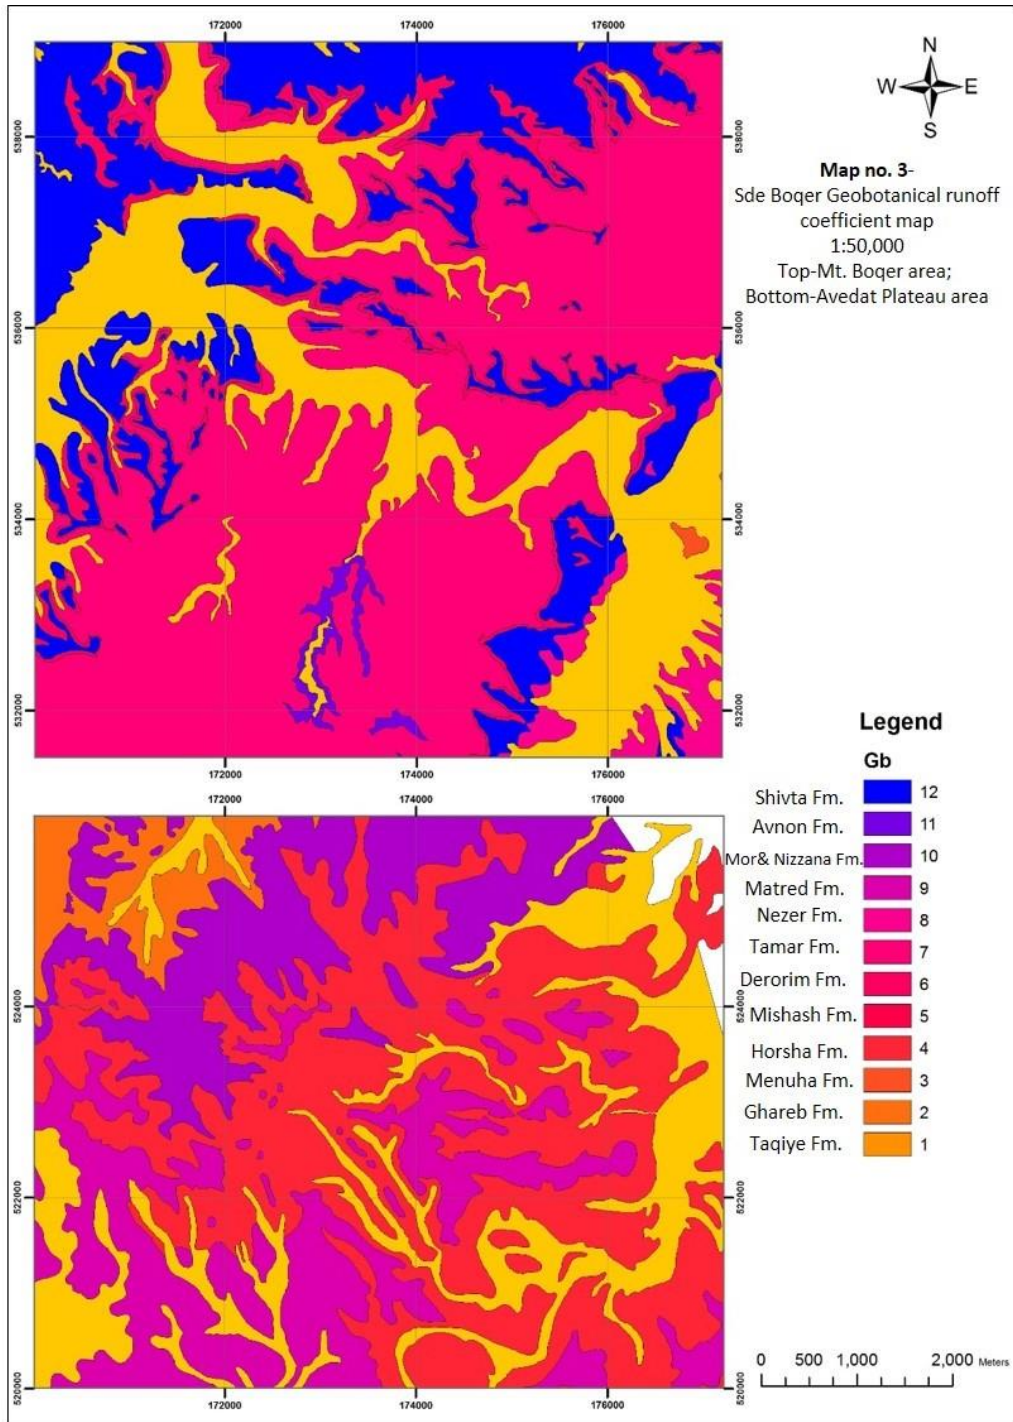 172000 174000 176000
N
W E
S
538000 538000
Map no. 3-
Sde Boqer Geobotanical runoff
coefficient map
1:50,000
Top-Mt. Boqer area;
Bottom-Avedat Plateau area
536000 536000
534000 534000
532000 532000
172000 174000 176000
Legend
Gb
172000 174000 176000
Shivta Fm. 12
Avnon Fm. 11
Mor& Nizzana Fm. 10
Matred Fm. 9
Nezer Fm. 8
Tamar Fm. 7
Derorim Fm. 6
524000 524000
Mishash Fm. 5
Horsha Fm. 4
Menuha Fm. 3
Ghareb Fm. 2
Taqiye Fm. 1
522000 522000
0 500 1,000 2,000 Meters
520000 520000
172000 174000 176000